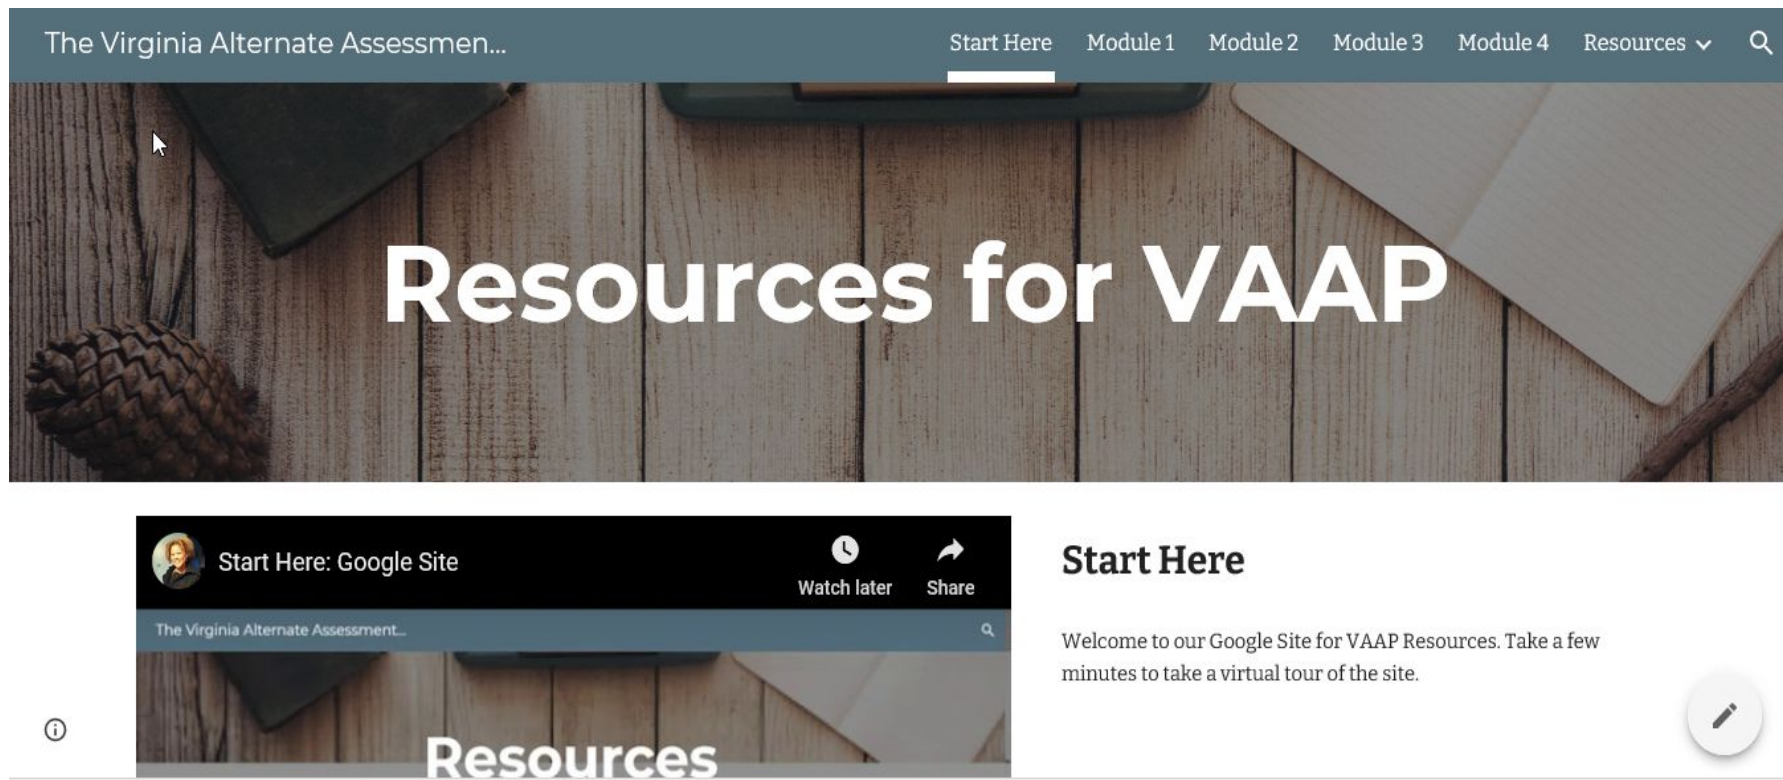 The Virginia Alternate Assessmen...
Start Here
Module 1
Module 2
Module 3
Module 4
Resources
Resources for VAAP
Start Here: Google Site
Watch later
Share
The Virginia Alternate Assessment...
Resources
Start Here
Welcome to our Google Site for VAAP Resources. Take a few
minutes to take a virtual tour of the site.